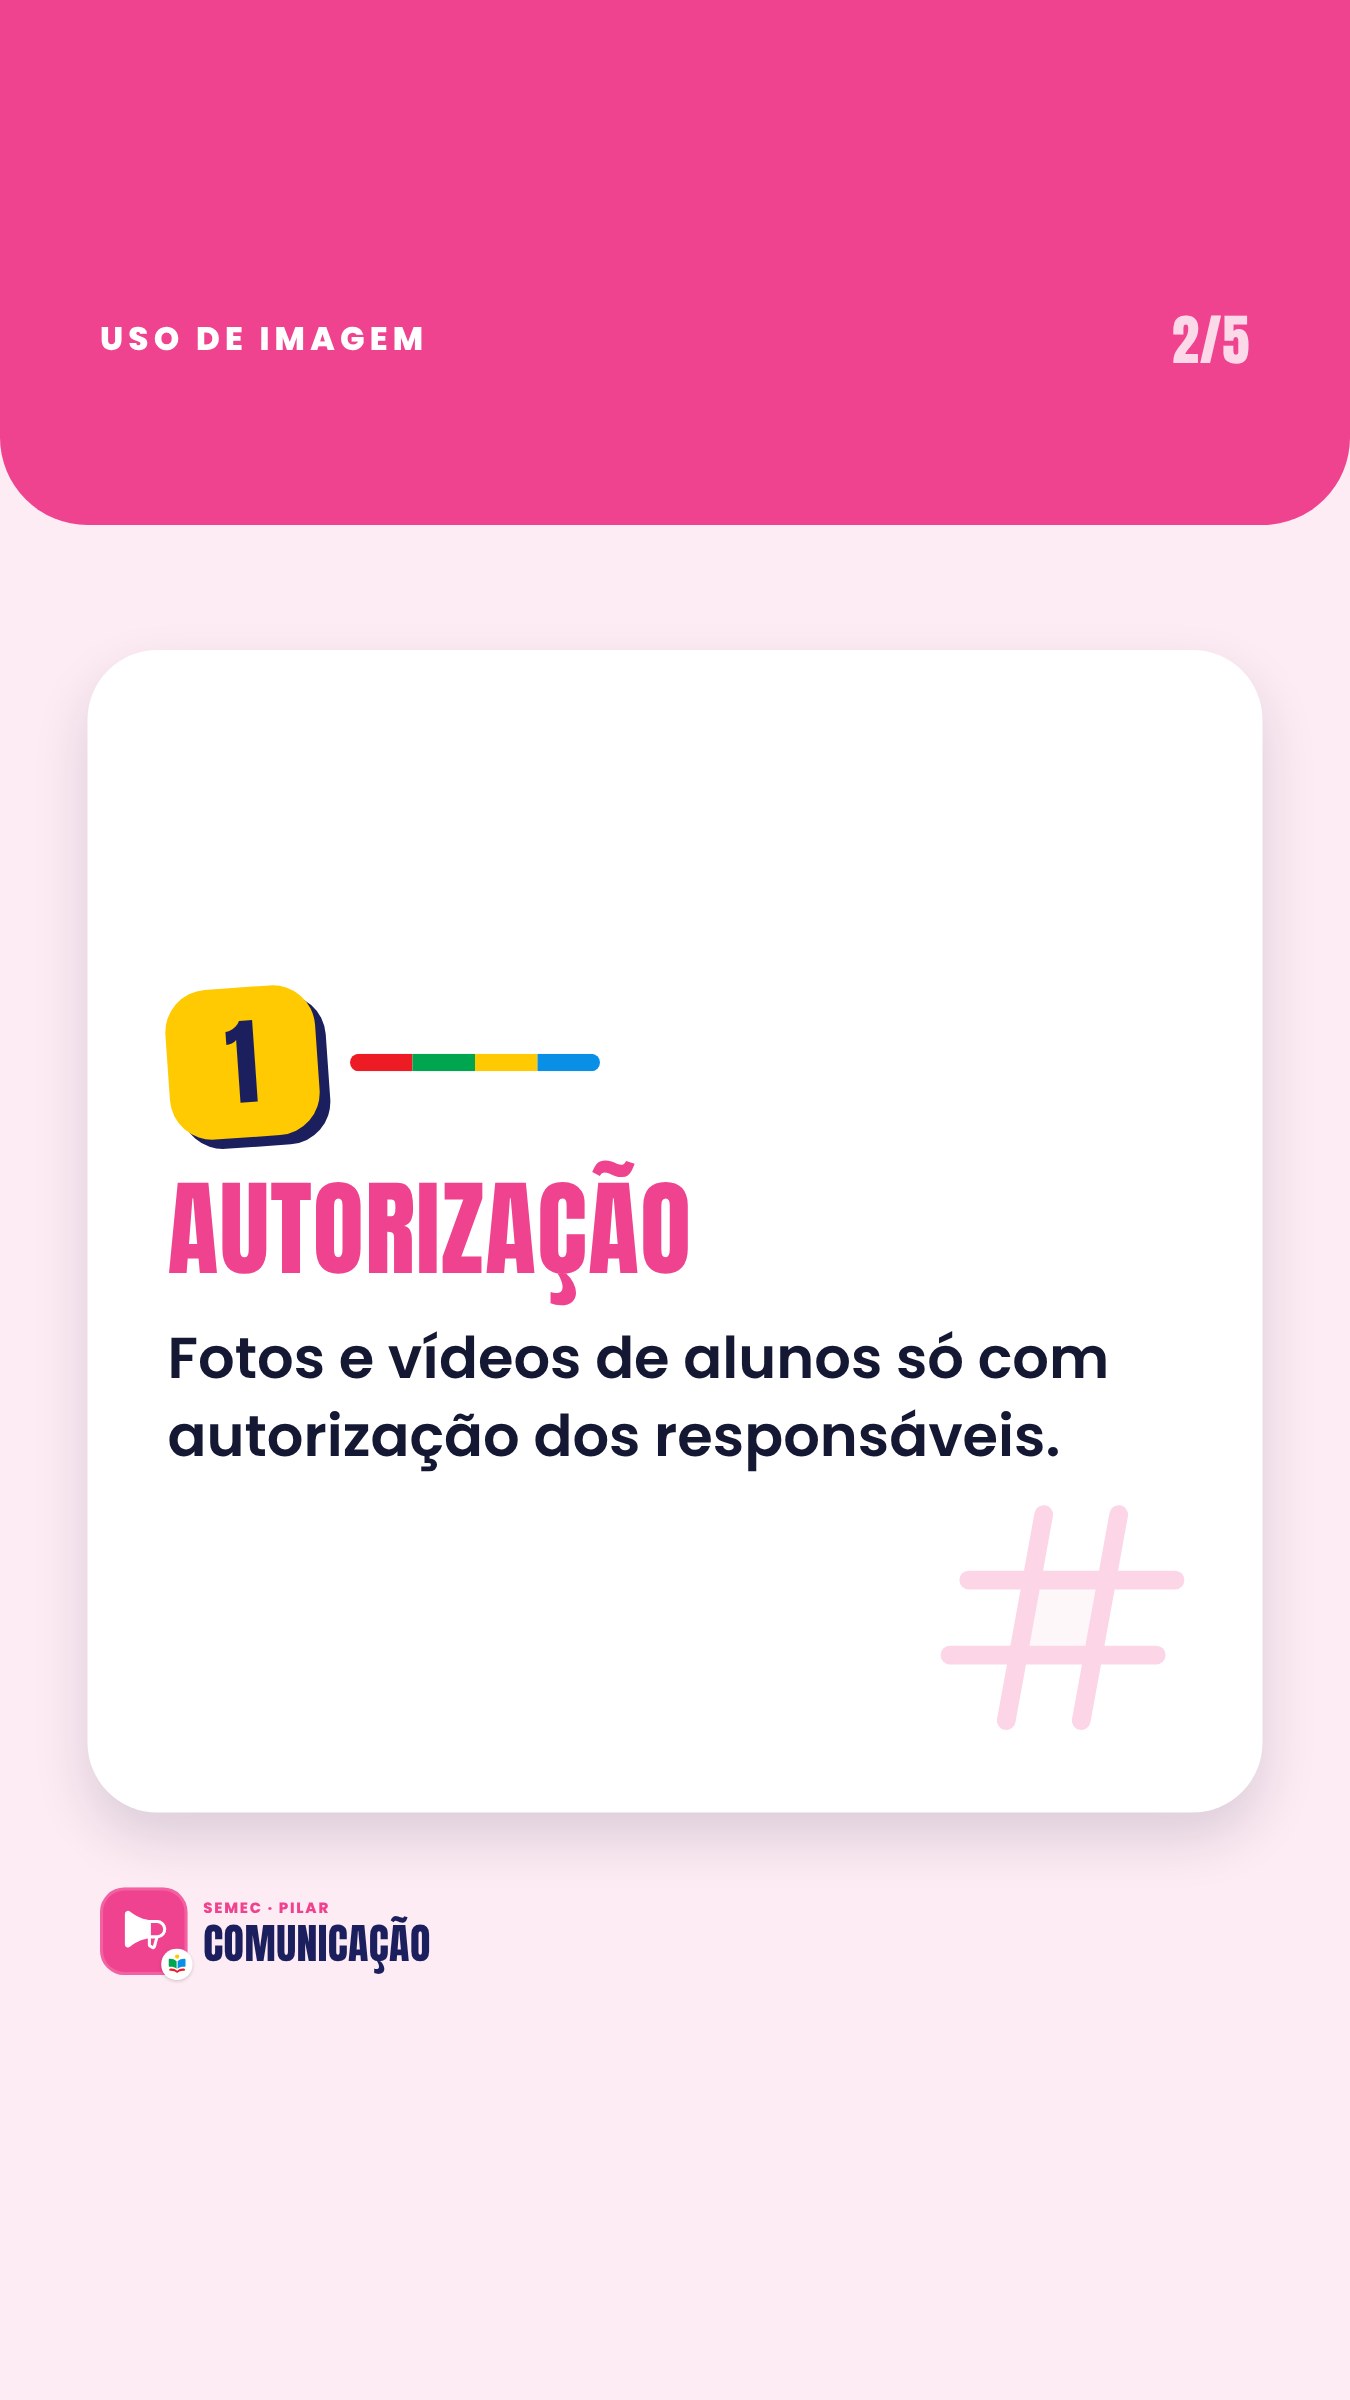 USO DE IMAGEM
2/5
1
AUTORIZAÇÃO
Fotos e vídeos de alunos só com
autorização dos responsáveis.
#
SEMEC · PILAR
COMUNICAÇÃO